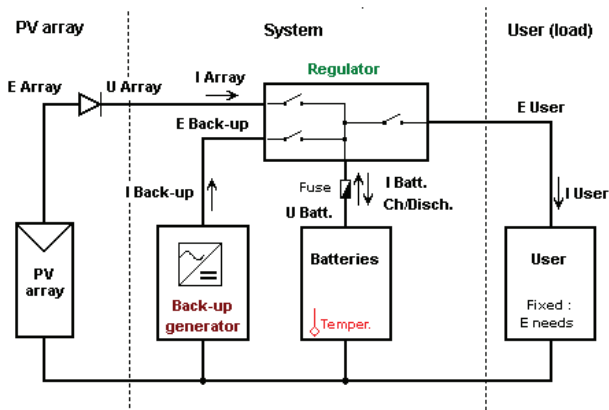 PV array
System
User (load)
E Array
U Array
I Array
Regulator
E Back-up
E User
I Back-up
Fuse
I Batt.
Ch/Disch.
U Batt.
I User
PV
array
Back-up
generator
Batteries
Temper.
User
Fixed :
E needs